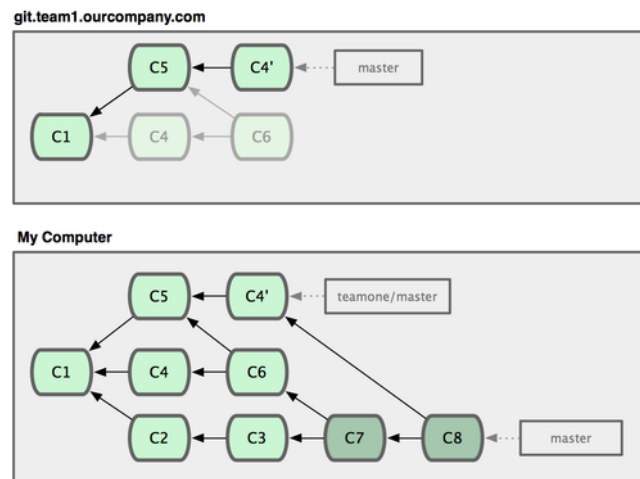 git.team1.ourcompany.com
C5 C4' master
C1 C4 C6
My Computer
C5 C4' teamone/master
C1 C4 C6
C2 C3 C7 C8 master